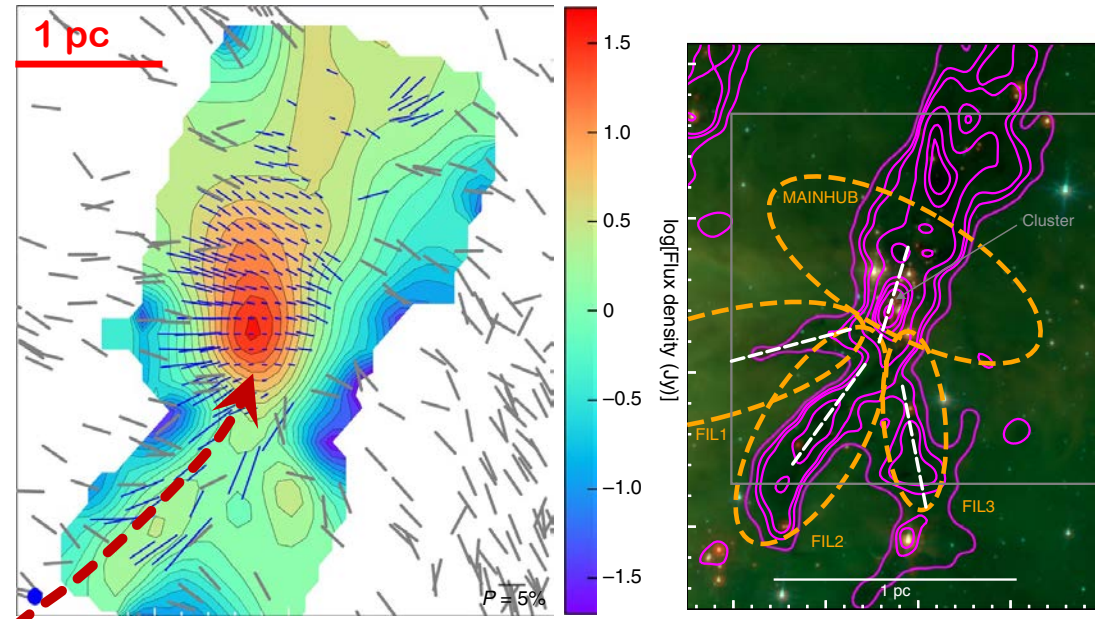 1 pc
P = 5%
1.5
1.0
0.5
0
−0.5
−1.0
−1.5
log[Flux density (Jy)]
MAINHUB
Cluster
FIL1
FIL2
FIL3
1 pc